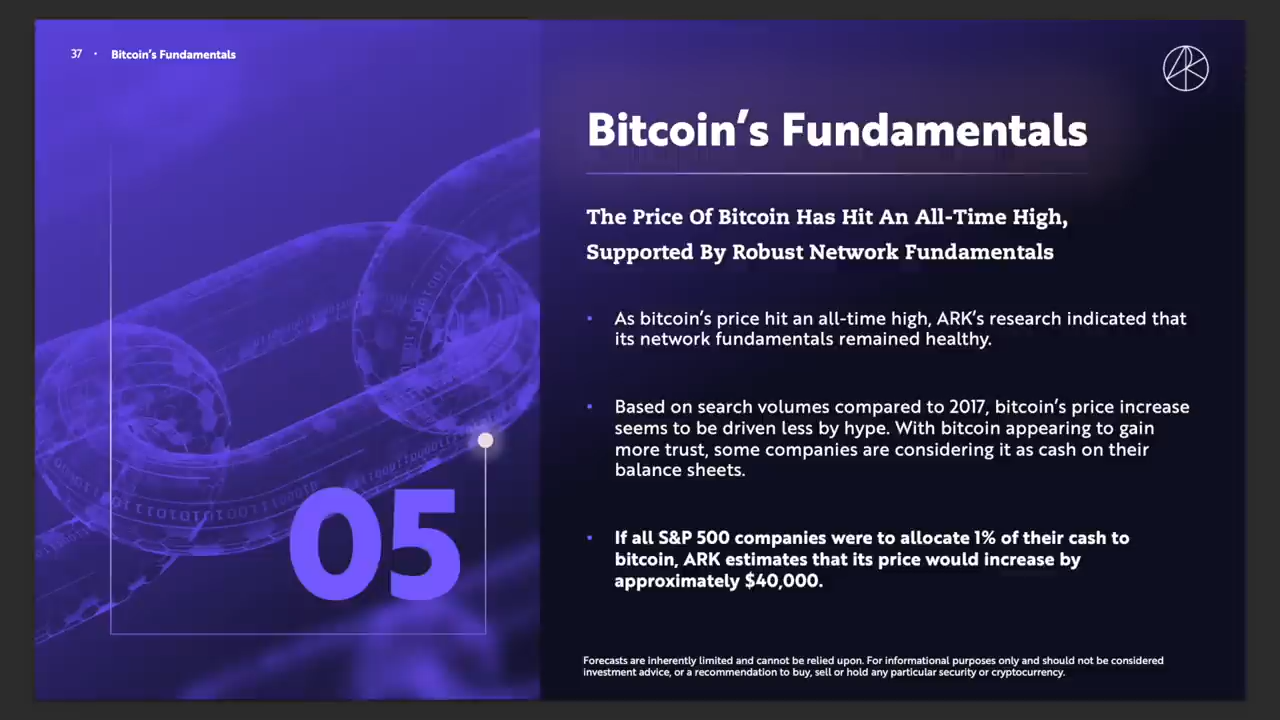 37 · Bitcoin’s Fundamentals
Bitcoin’s Fundamentals
The Price Of Bitcoin Has Hit An All-Time High,
Supported By Robust Network Fundamentals
· As bitcoin’s price hit an all-time high, ARK’s research indicated that
its network fundamentals remained healthy.
· Based on search volumes compared to 2017, bitcoin’s price increase
seems to be driven less by hype. With bitcoin appearing to gain
more trust, some companies are considering it as cash on their
balance sheets.
· If all S&P 500 companies were to allocate 1% of their cash to
bitcoin, ARK estimates that its price would increase by
approximately $40,000.
05
Forecasts are inherently limited and cannot be relied upon. For informational purposes only and should not be considered
investment advice, or a recommendation to buy, sell or hold any particular security or cryptocurrency.